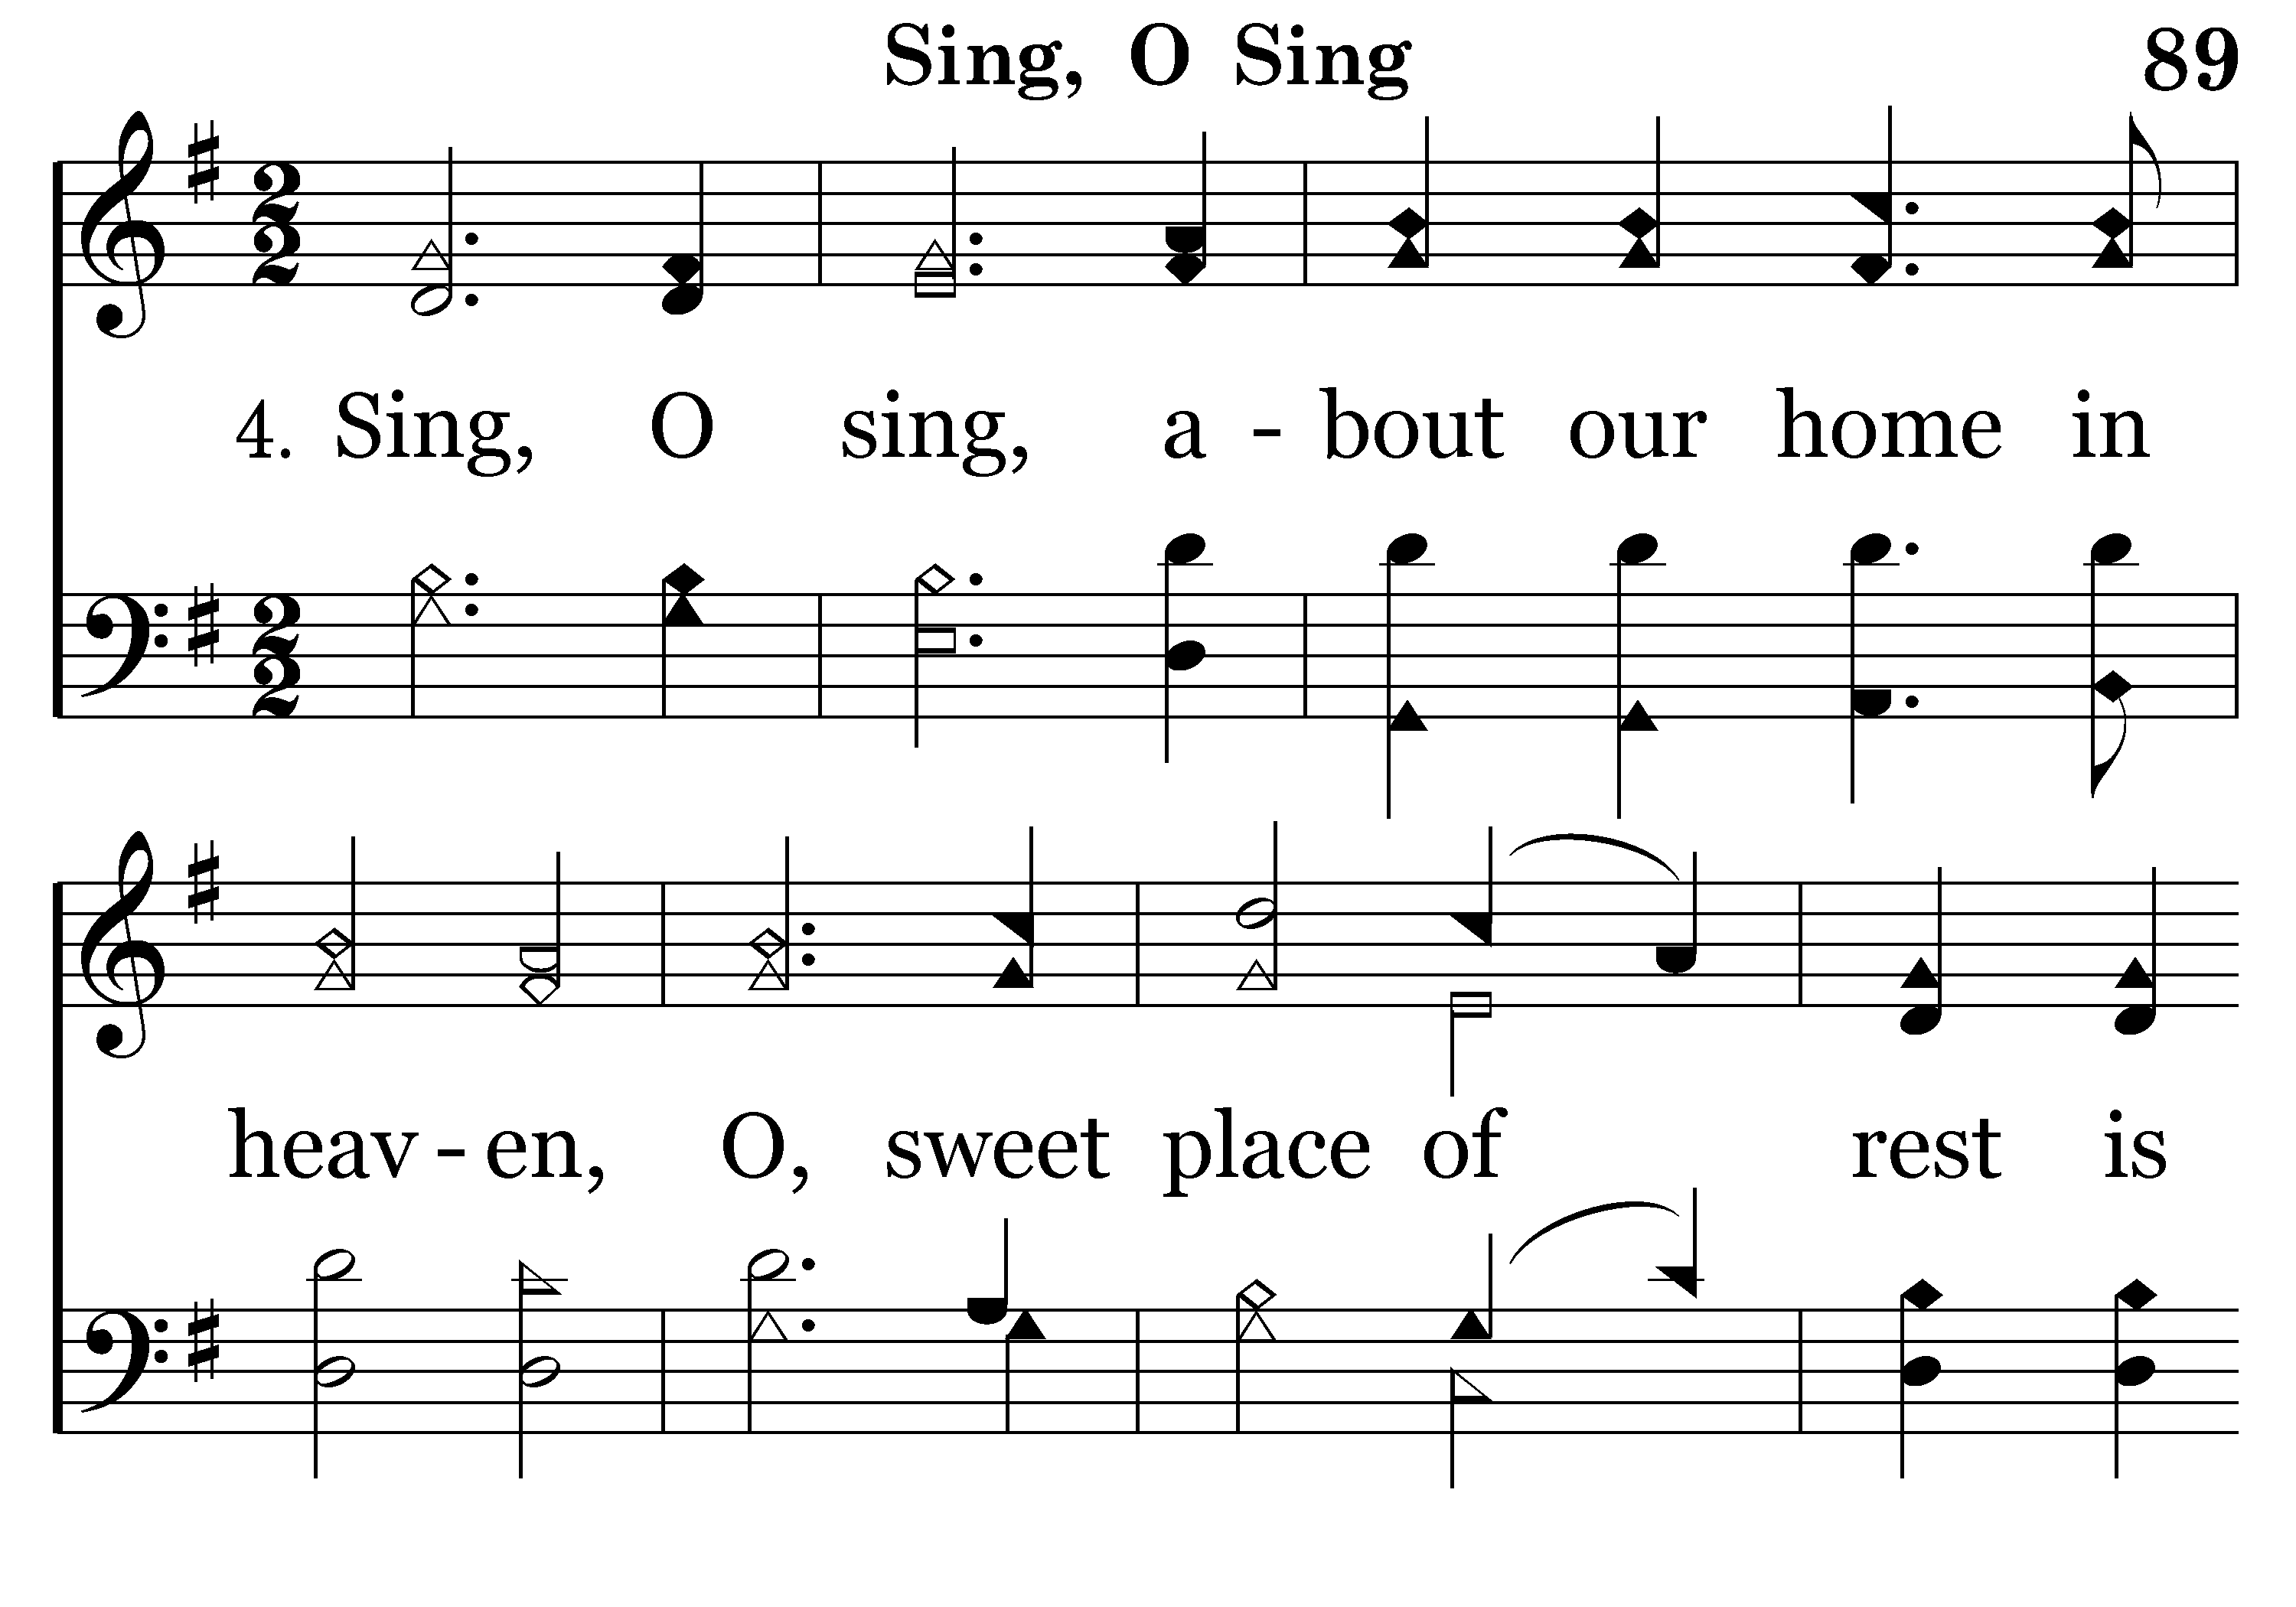 Sing, O Sing 89
4. Sing, O sing, a - bout our home in
heav - en, O, sweet place of rest is